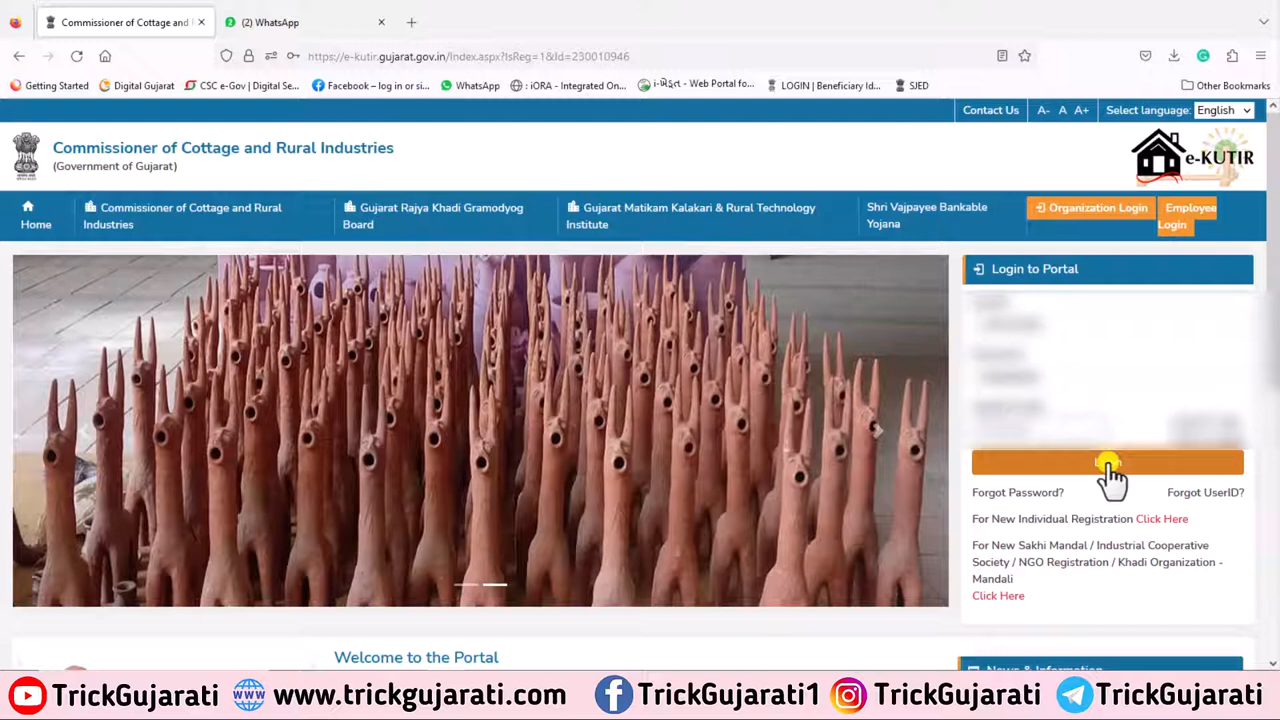 Commissioner of Cottage and
(2) WhatsApp
https://e-kutir.gujarat.gov.in/Index.aspx?IsReg=1&Id=230010946
Getting Started
Digital Gujarat
CSC e-Gov | Digital Se...
Facebook – log in or si...
WhatsApp
: iORA - Integrated On...
- Web Portal fo...
LOGIN | Beneficiary Id...
SJED
Other Bookmarks
Contact Us
A- A A+
Select language: English
Commissioner of Cottage and Rural Industries
(Government of Gujarat)
e-KUTIR
Home
Commissioner of Cottage and Rural
Industries
Gujarat Rajya Khadi Gramodyog
Board
Gujarat Matikam Kalakari & Rural Technology
Institute
Shri Vajpayee Bankable
Yojana
Organization Login
Employee
Login
Login to Portal
Forgot Password?
Forgot UserID?
For New Individual Registration Click Here
For New Sakhi Mandal / Industrial Cooperative
Society / NGO Registration / Khadi Organization -
Mandali
Click Here
Welcome to the Portal
News & Information
TrickGujarati
www.trickgujarati.com
TrickGujarati1
TrickGujarati
TrickGujarati